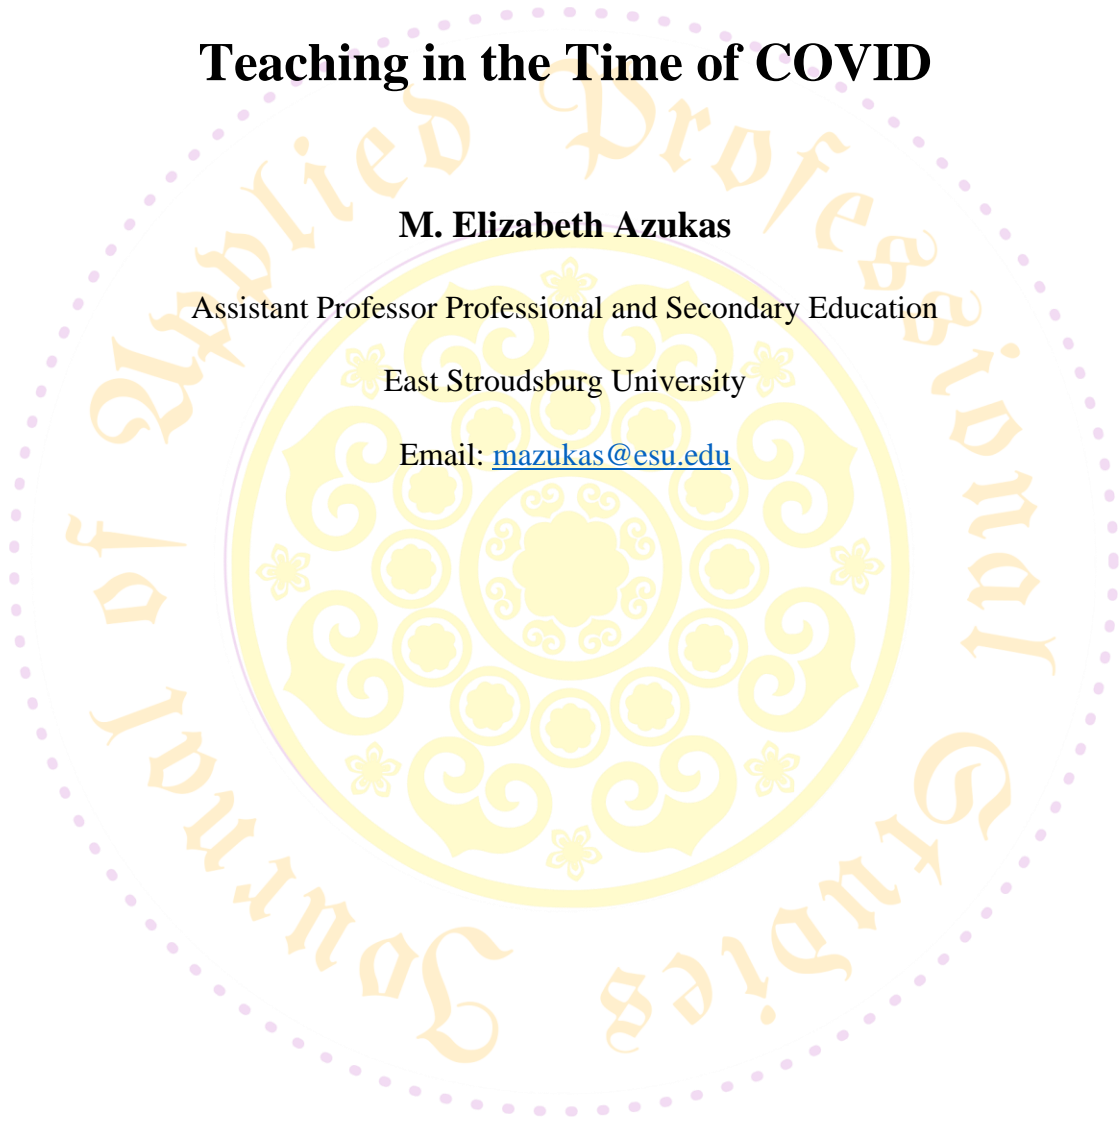 Teaching in the Time of COVID
M. Elizabeth Azukas
Assistant Professor Professional and Secondary Education
East Stroudsburg University
Email: mazukas@esu.edu
Journal of Applied Professional Studies